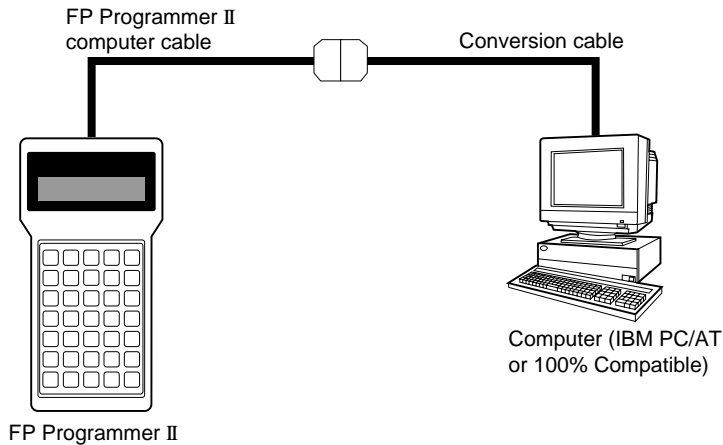 FP Programmer Ⅱ
computer cable
Conversion cable
Computer (IBM PC/AT
or 100% Compatible)
FP Programmer Ⅱ